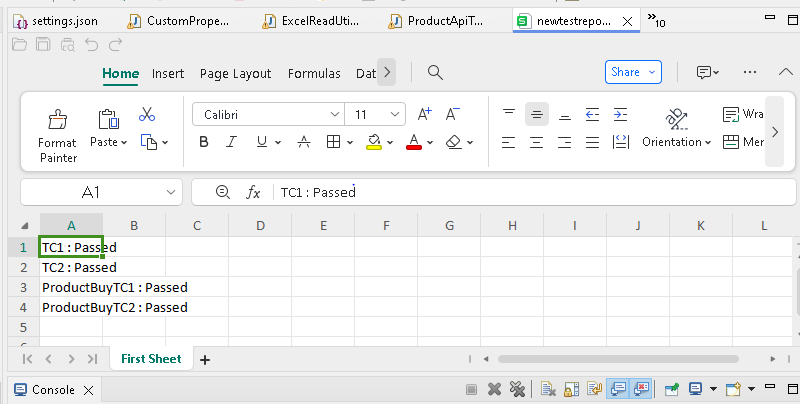 settings.json CustomPrope... ExcelReadUti... ProductApiT... newtestrepo... 10
Home Insert Page Layout Formulas Dat Share
Format Painter Paste Calibri 11 A+ A- Orientation Wra
B I U A A Mer
A1 fx TC1 : Passed
A B C D E F G H I J K L
1 TC1 : Passed
2 TC2 : Passed
3 ProductBuyTC1 : Passed
4 ProductBuyTC2 : Passed
5
First Sheet +
Console